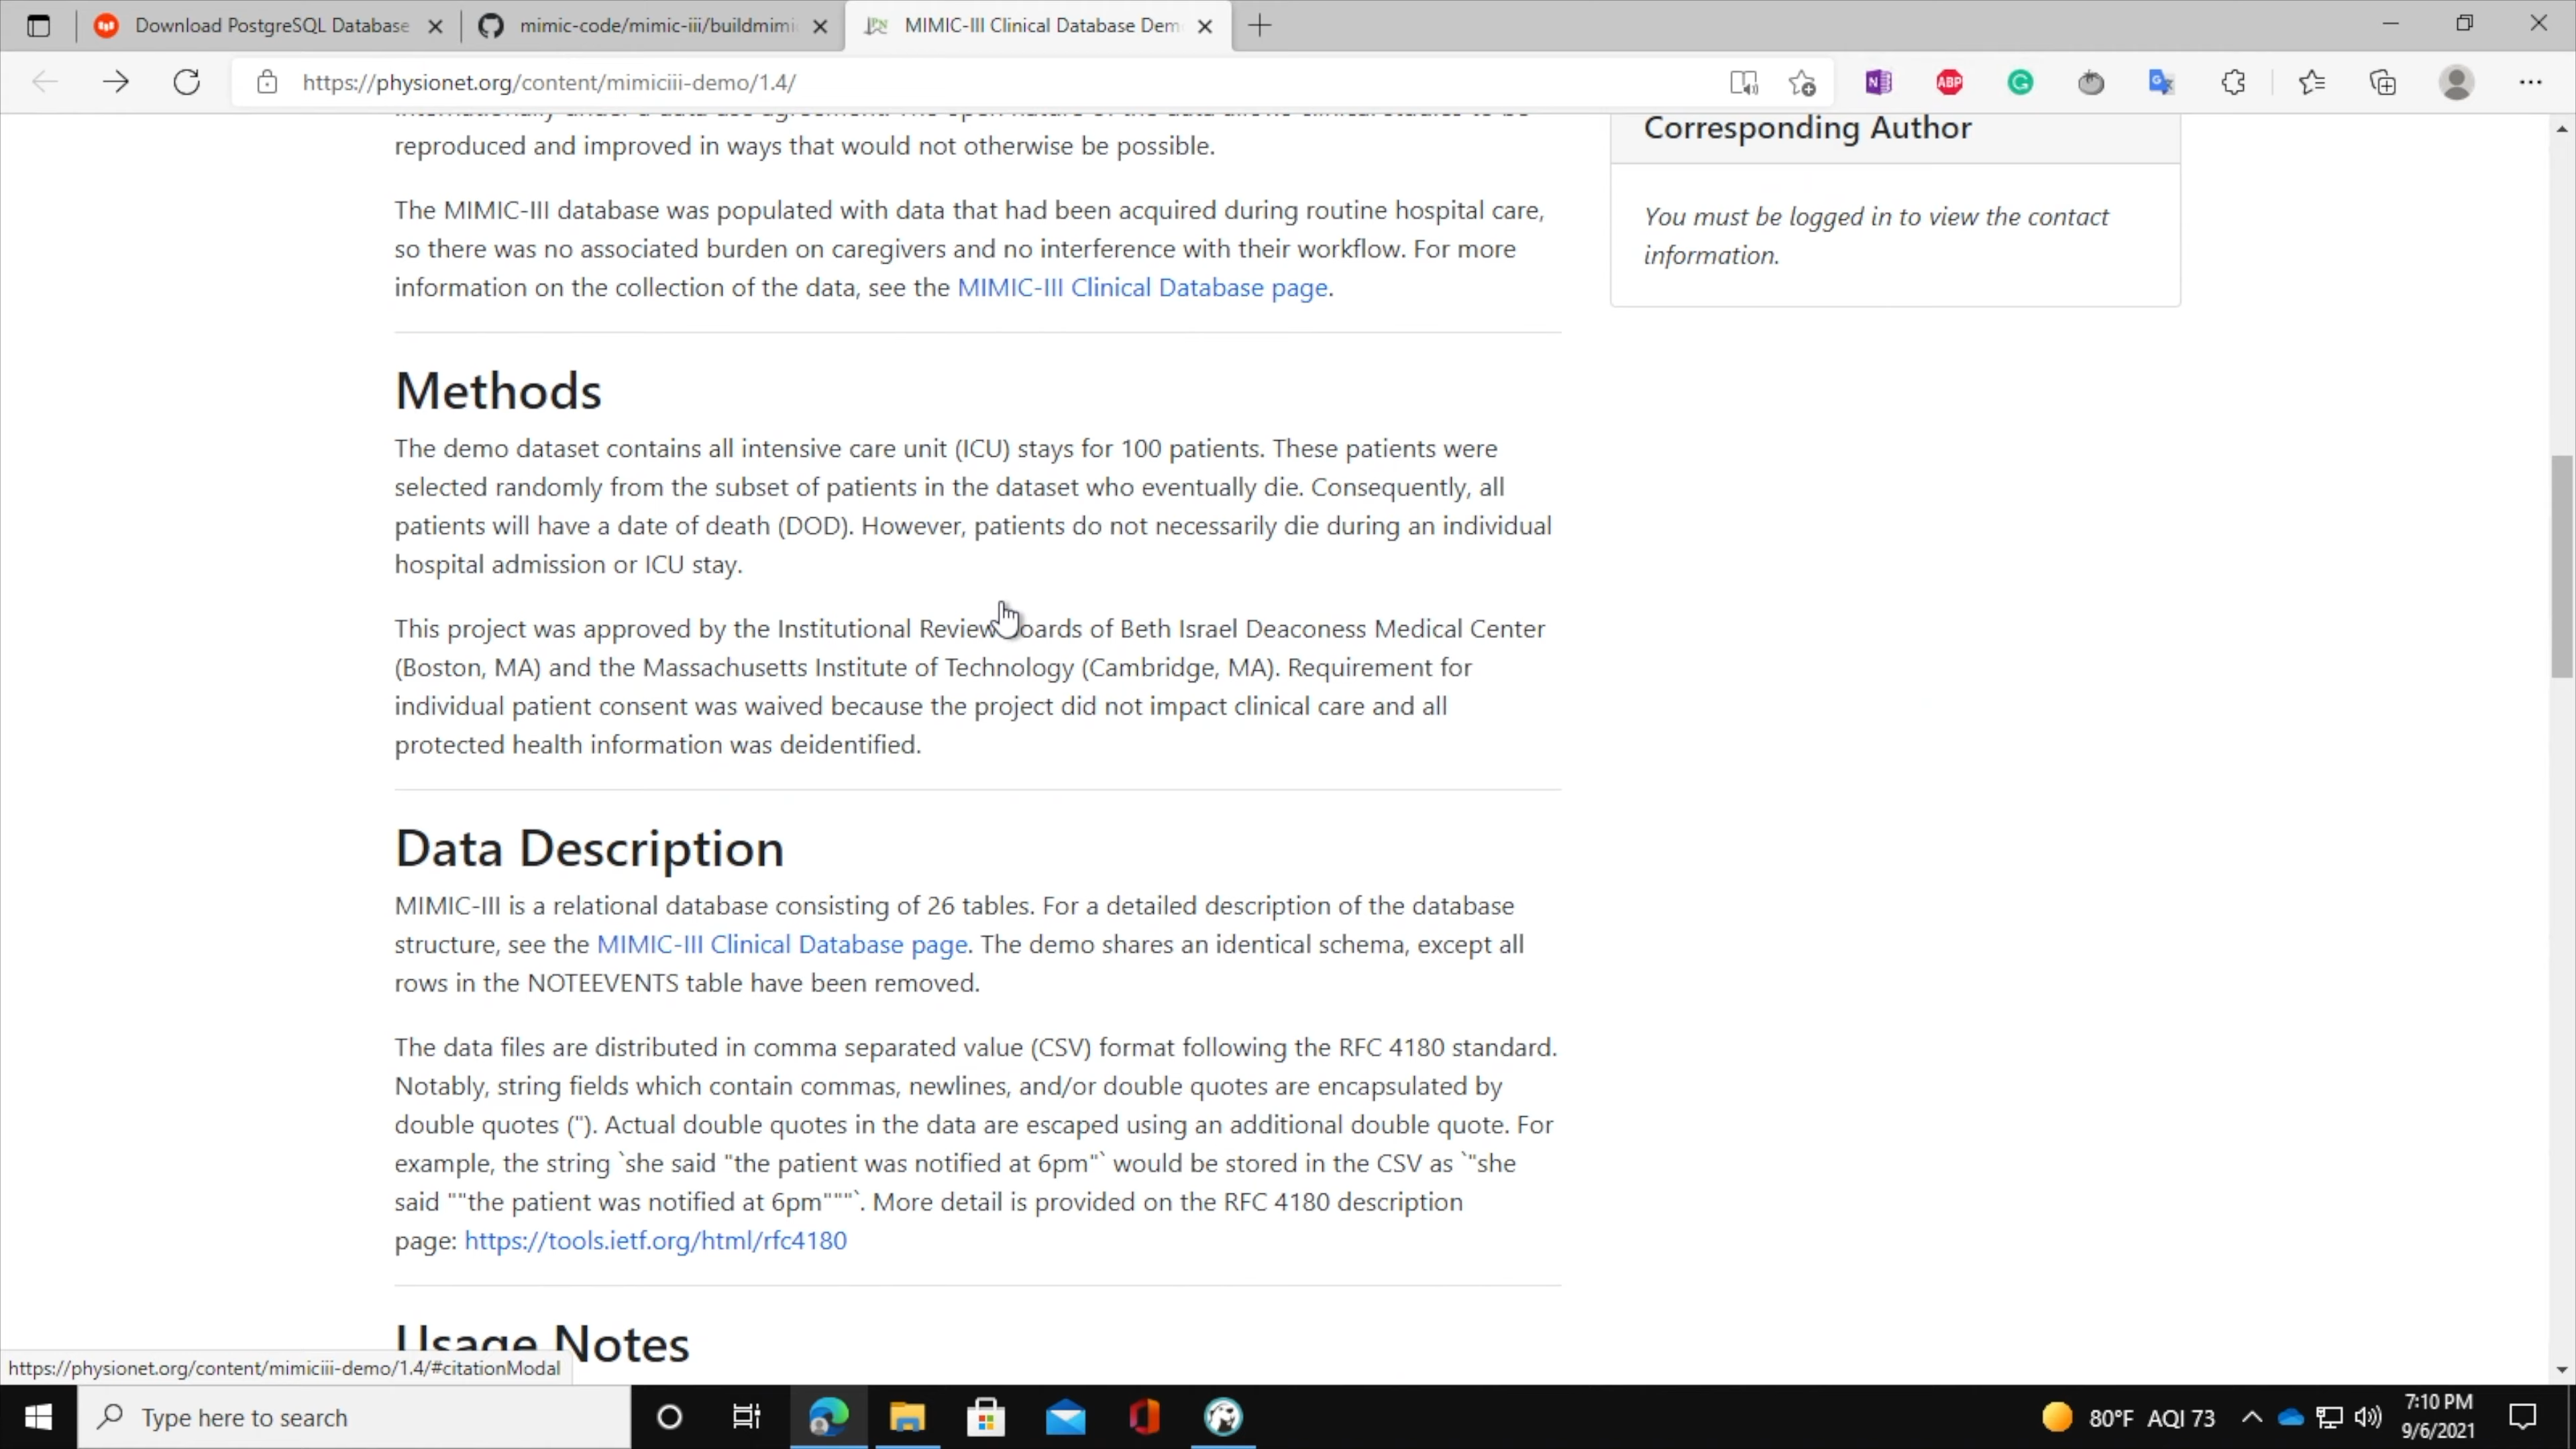 Download PostgreSQL Database
mimic-code/mimic-iii/buildmimi
MIMIC-III Clinical Database Dem
https://physionet.org/content/mimiciii-demo/1.4/
ABP
reproduced and improved in ways that would not otherwise be possible.
The MIMIC-III database was populated with data that had been acquired during routine hospital care,
so there was no associated burden on caregivers and no interference with their workflow. For more
information on the collection of the data, see the MIMIC-III Clinical Database page.
Corresponding Author
You must be logged in to view the contact
information.
Methods
The demo dataset contains all intensive care unit (ICU) stays for 100 patients. These patients were
selected randomly from the subset of patients in the dataset who eventually die. Consequently, all
patients will have a date of death (DOD). However, patients do not necessarily die during an individual
hospital admission or ICU stay.
This project was approved by the Institutional Review Boards of Beth Israel Deaconess Medical Center
(Boston, MA) and the Massachusetts Institute of Technology (Cambridge, MA). Requirement for
individual patient consent was waived because the project did not impact clinical care and all
protected health information was deidentified.
Data Description
MIMIC-III is a relational database consisting of 26 tables. For a detailed description of the database
structure, see the MIMIC-III Clinical Database page. The demo shares an identical schema, except all
rows in the NOTEEVENTS table have been removed.
The data files are distributed in comma separated value (CSV) format following the RFC 4180 standard.
Notably, string fields which contain commas, newlines, and/or double quotes are encapsulated by
double quotes ("). Actual double quotes in the data are escaped using an additional double quote. For
example, the string `she said "the patient was notified at 6pm"` would be stored in the CSV as `"she
said ""the patient was notified at 6pm"""`. More detail is provided on the RFC 4180 description
page: https://tools.ietf.org/html/rfc4180
Usage Notes
https://physionet.org/content/mimiciii-demo/1.4/#citationModal
Type here to search
80°F AQI 73
7:10 PM
9/6/2021